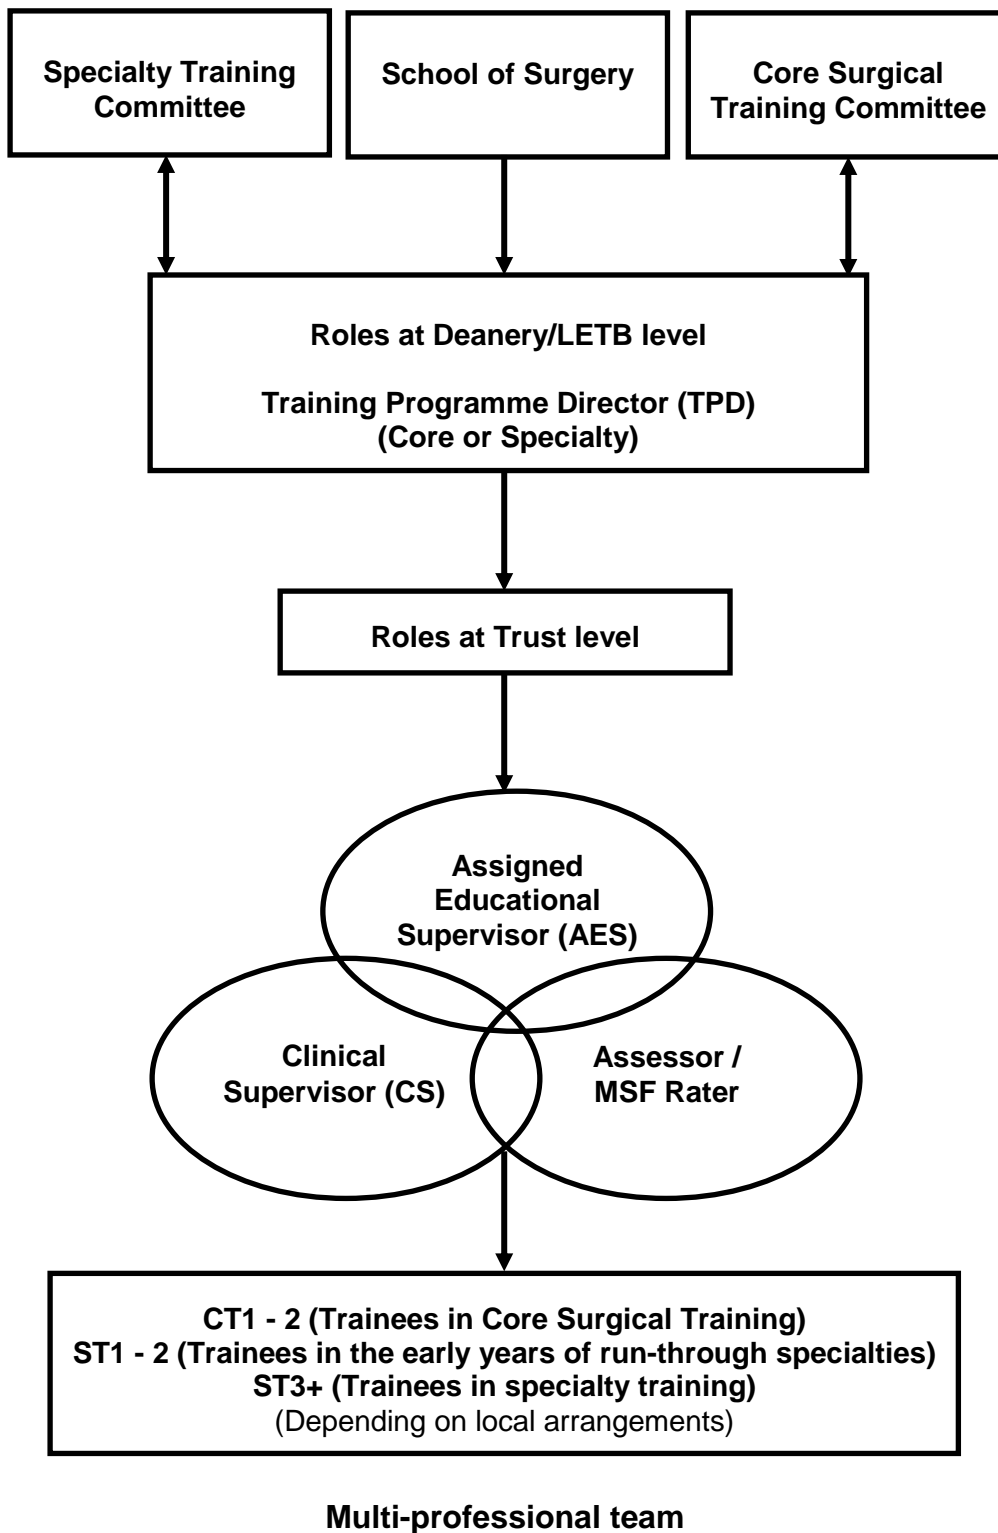 Specialty Training
Committee
School of Surgery
Core Surgical
Training Committee
Roles at Deanery/LETB level
Training Programme Director (TPD)
(Core or Specialty)
Roles at Trust level
Assigned
Educational
Supervisor (AES)
Clinical
Supervisor (CS)
Assessor /
MSF Rater
CT1 - 2 (Trainees in Core Surgical Training)
ST1 - 2 (Trainees in the early years of run-through specialties)
ST3+ (Trainees in specialty training)
(Depending on local arrangements)
Multi-professional team